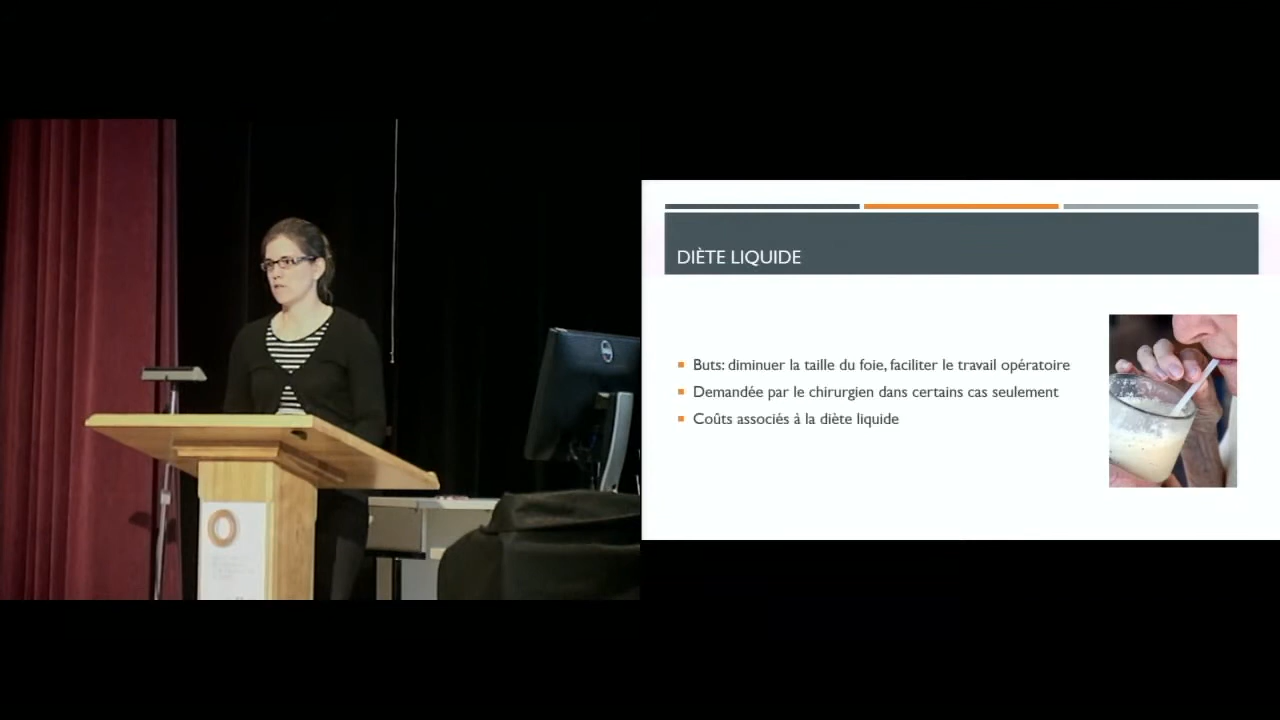 DIÈTE LIQUIDE
Buts: diminuer la taille du foie, faciliter le travail opératoire
Demandée par le chirurgien dans certains cas seulement
Coûts associés à la diète liquide
DELL